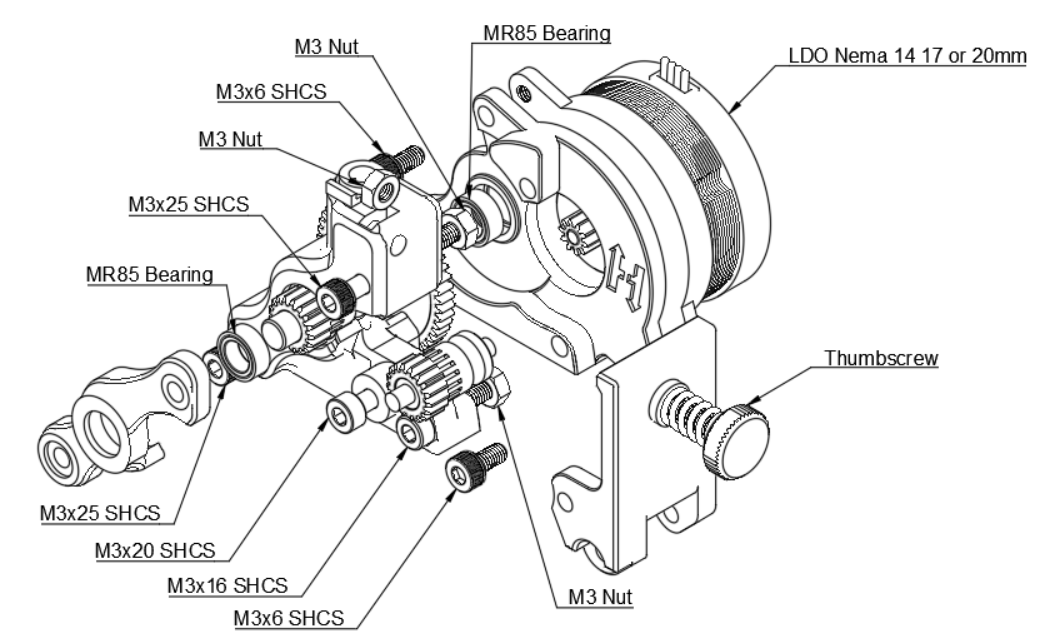 MR85 Bearing
M3 Nut
LDO Nema 14 17 or 20mm
M3x6 SHCS
M3 Nut
M3x25 SHCS
MR85 Bearing
Thumbscrew
M3x25 SHCS
M3x20 SHCS
M3x16 SHCS
M3 Nut
M3x6 SHCS